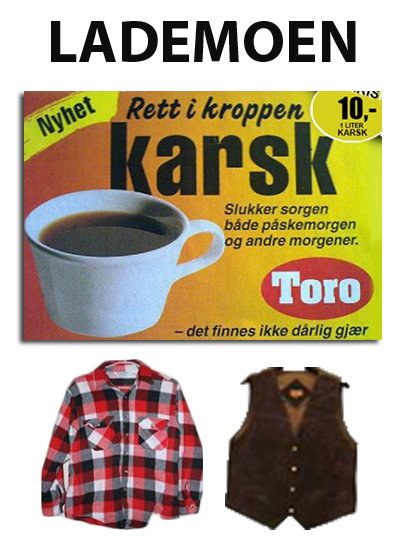 LADEMOEN
Nyhet
Rett i kroppen
10,-
1 LITER
KARSK
karsk
Slukker sorgen
både påskemorgen
og andre morgener.
Toro
– det finnes ikke dårlig gjær